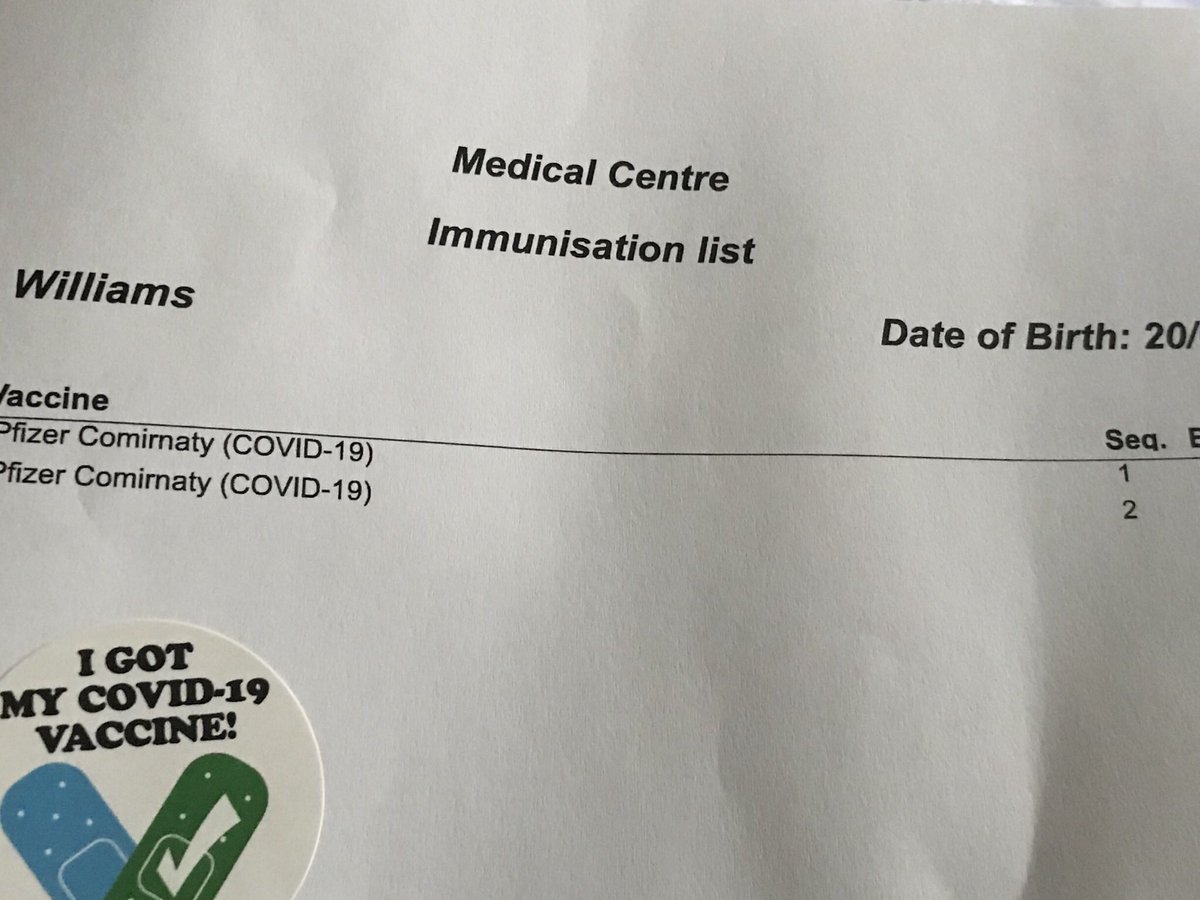 Medical Centre
Immunisation list
Williams
Date of Birth: 20/
Vaccine
Seq.
Pfizer Comirnaty (COVID-19)
1
Pfizer Comirnaty (COVID-19)
2
I GOT
MY COVID-19
VACCINE!